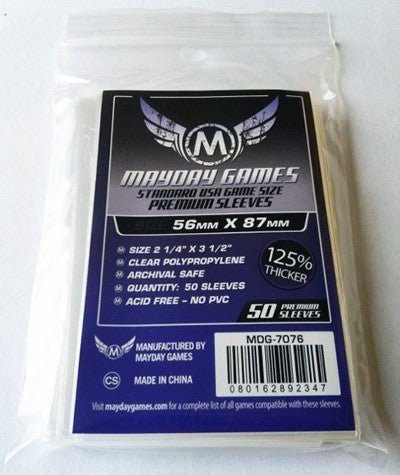 M
MAYDAY GAMES
STANDARD USA GAME SIZE
PREMIUM SLEEVES
SIZE 56MM X 87MM
M SIZE 2 1/4" X 3 1/2"
M CLEAR POLYPROPYLENE
M ARCHIVAL SAFE
M QUANTITY: 50 SLEEVES
M ACID FREE - NO PVC
125%
THICKER
50 PREMIUM
SLEEVES
M
MANUFACTURED BY
MAYDAY GAMES
CS
MADE IN CHINA
MDG-7076
080162892347
Visit maydaygames.com for a complete list of all games compatible with these sleeves.